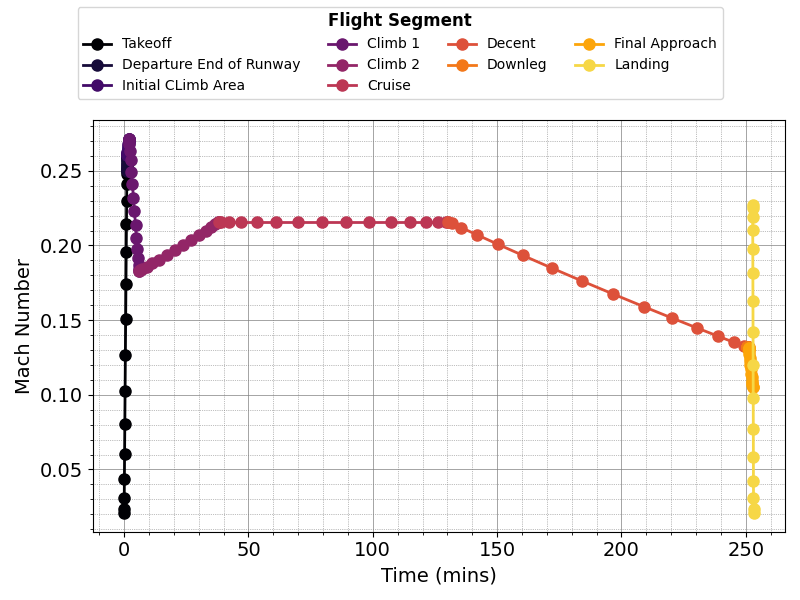 Flight Segment
Takeoff
Departure End of Runway
Initial CLimb Area
Climb 1
Climb 2
Cruise
Decent
Downleg
Final Approach
Landing
0.25
0.20
0.15
0.10
0.05
Mach Number
0 50 100 150 200 250
Time (mins)